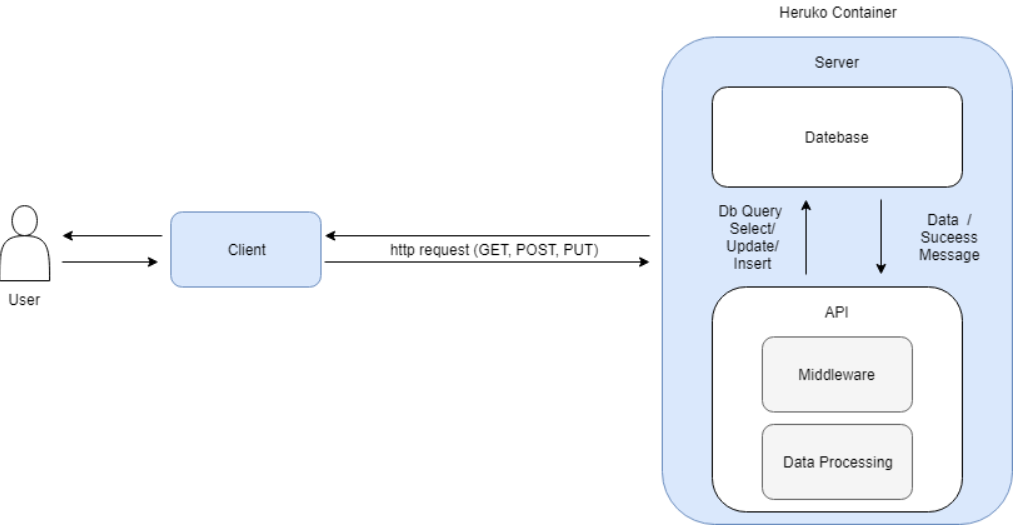 Heruko Container
Server
Datebase
Db Query
Select/
Update/
Insert
Data /
Suceess
Message
Client
http request (GET, POST, PUT)
User
API
Middleware
Data Processing